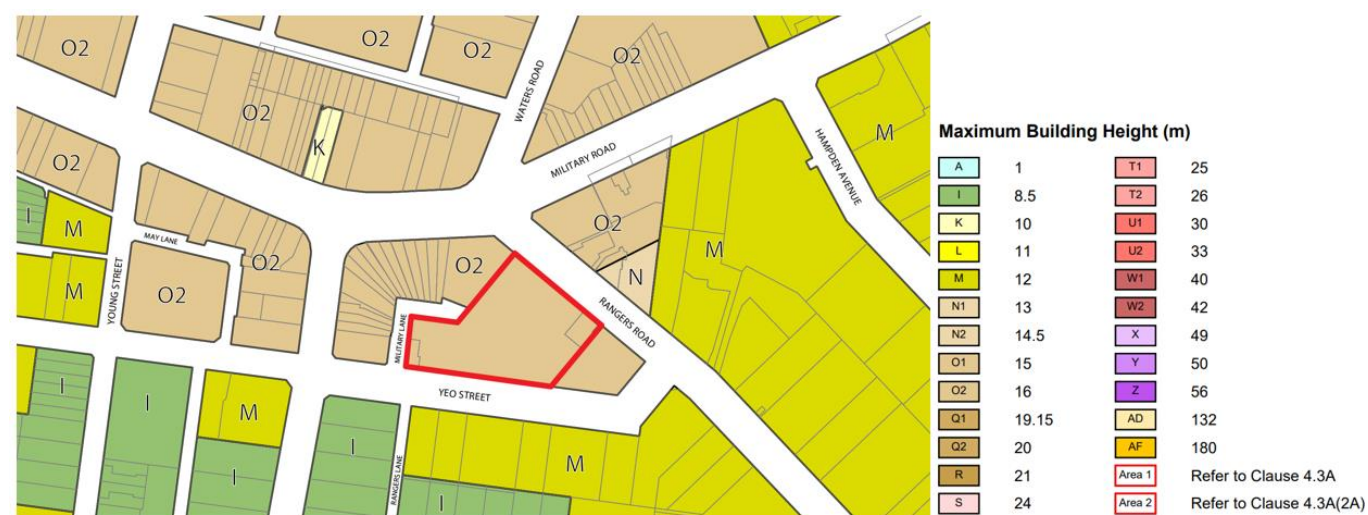 O2
O2
O2
O2
O2
K
O2
M
WATERS ROAD
MILITARY ROAD
HAMPDEN AVENUE
I
M
MAY LANE
M
YOUNG STREET
O2
O2
O2
MILITARY LANE
O2
N
M
RANGERS ROAD
YEO STREET
I
I
M
I
I
RANGERS LANE
M
I
Maximum Building Height (m)
A 1
I 8.5
K 10
L 11
M 12
N1 13
N2 14.5
O1 15
O2 16
Q1 19.15
Q2 20
R 21
S 24
T1 25
T2 26
U1 30
U2 33
W1 40
W2 42
X 49
Y 50
Z 56
AD 132
AF 180
Area 1 Refer to Clause 4.3A
Area 2 Refer to Clause 4.3A(2A)